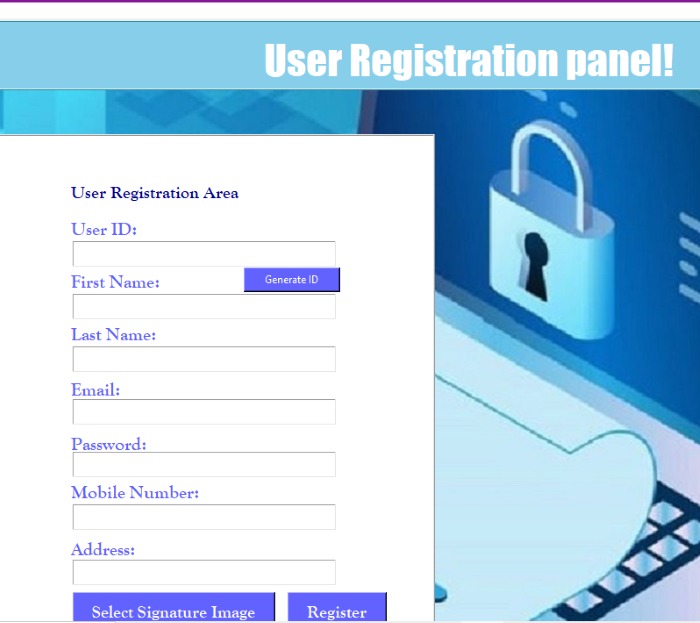 User Registration panel!
User Registration Area
User ID:
Generate ID
First Name:
Last Name:
Email:
Password:
Mobile Number:
Address:
Select Signature Image
Register